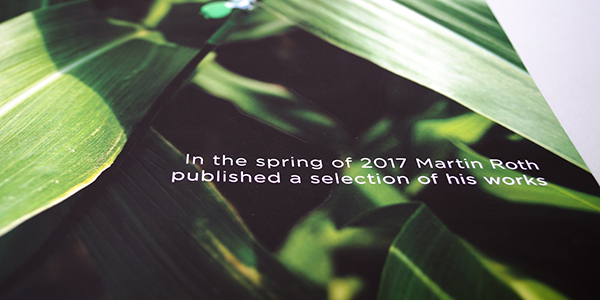 In the spring of 2017 Martin Roth
published a selection of his works